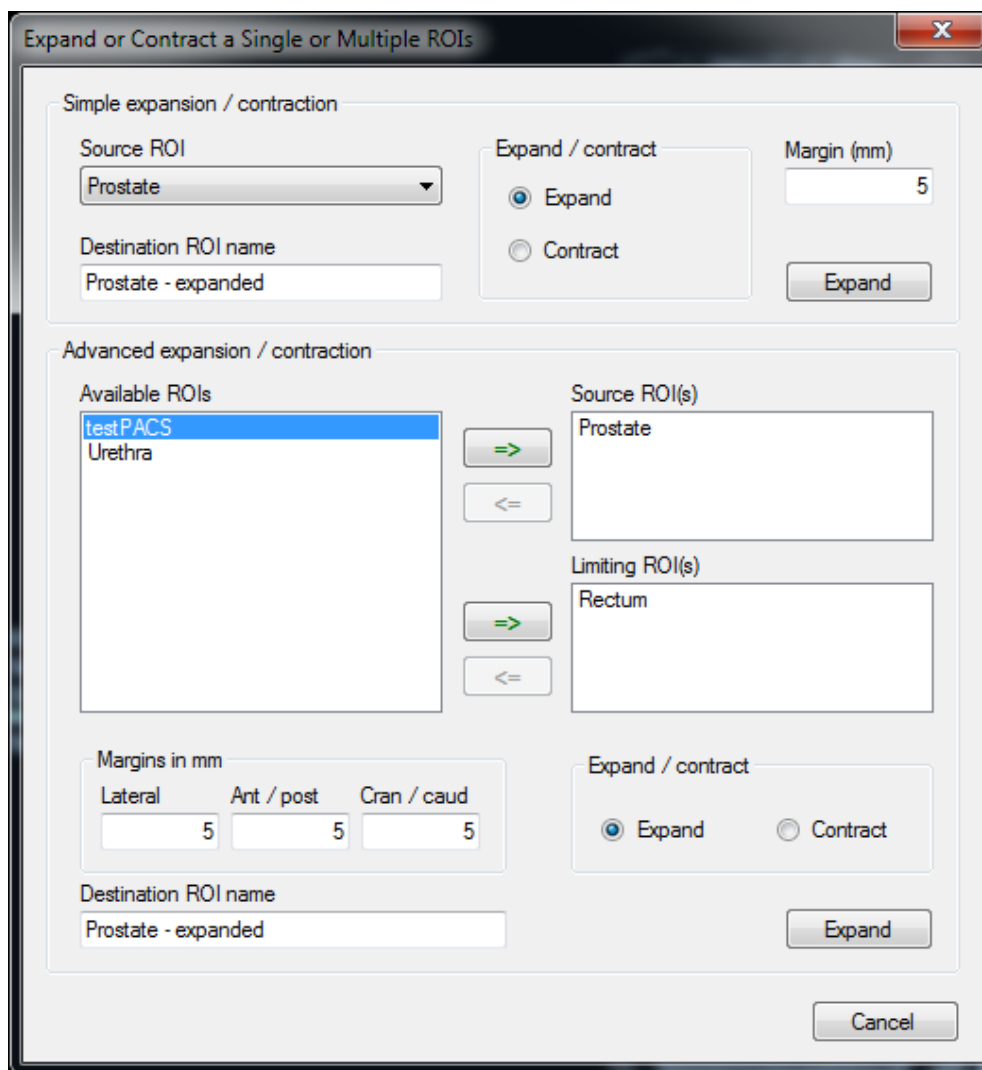 Expand or Contract a Single or Multiple ROIs
X
Simple expansion / contraction
Source ROI
Expand / contract
Margin (mm)
Prostate
Expand
5
Destination ROI name
Contract
Prostate - expanded
Expand
Advanced expansion / contraction
Available ROIs
Source ROI(s)
testPACS
Prostate
Urethra
=>
<=
Limiting ROI(s)
Rectum
=>
<=
Margins in mm
Expand / contract
Lateral Ant / post Cran / caud
5 5 5
Expand Contract
Destination ROI name
Prostate - expanded
Expand
Cancel